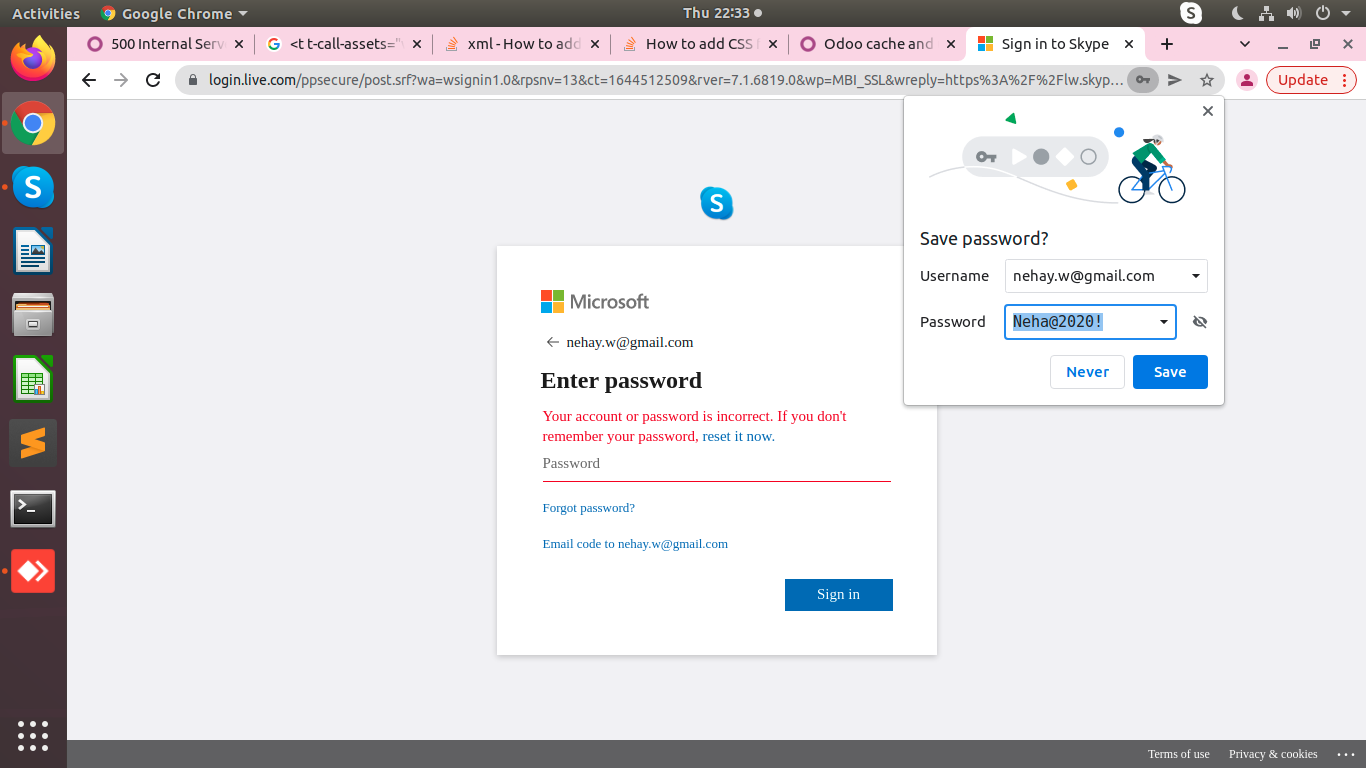 Activities
Google Chrome
Thu 22:33
500 Internal Serv
<t t-call-assets="w
xml - How to add
How to add CSS f
Odoo cache and
Sign in to Skype
login.live.com/ppsecure/post.srf?wa=wsignin1.0&rpsnv=13&ct=1644512509&rver=7.1.6819.0&wp=MBI_SSL&wreply=https%3A%2F%2Flw.skyp…
Update
Save password?
Username
nehay.w@gmail.com
Password
Neha@2020!
Never
Save
Microsoft
nehay.w@gmail.com
Enter password
Your account or password is incorrect. If you don't
remember your password, reset it now.
Password
Forgot password?
Email code to nehay.w@gmail.com
Sign in
Terms of use
Privacy & cookies
...